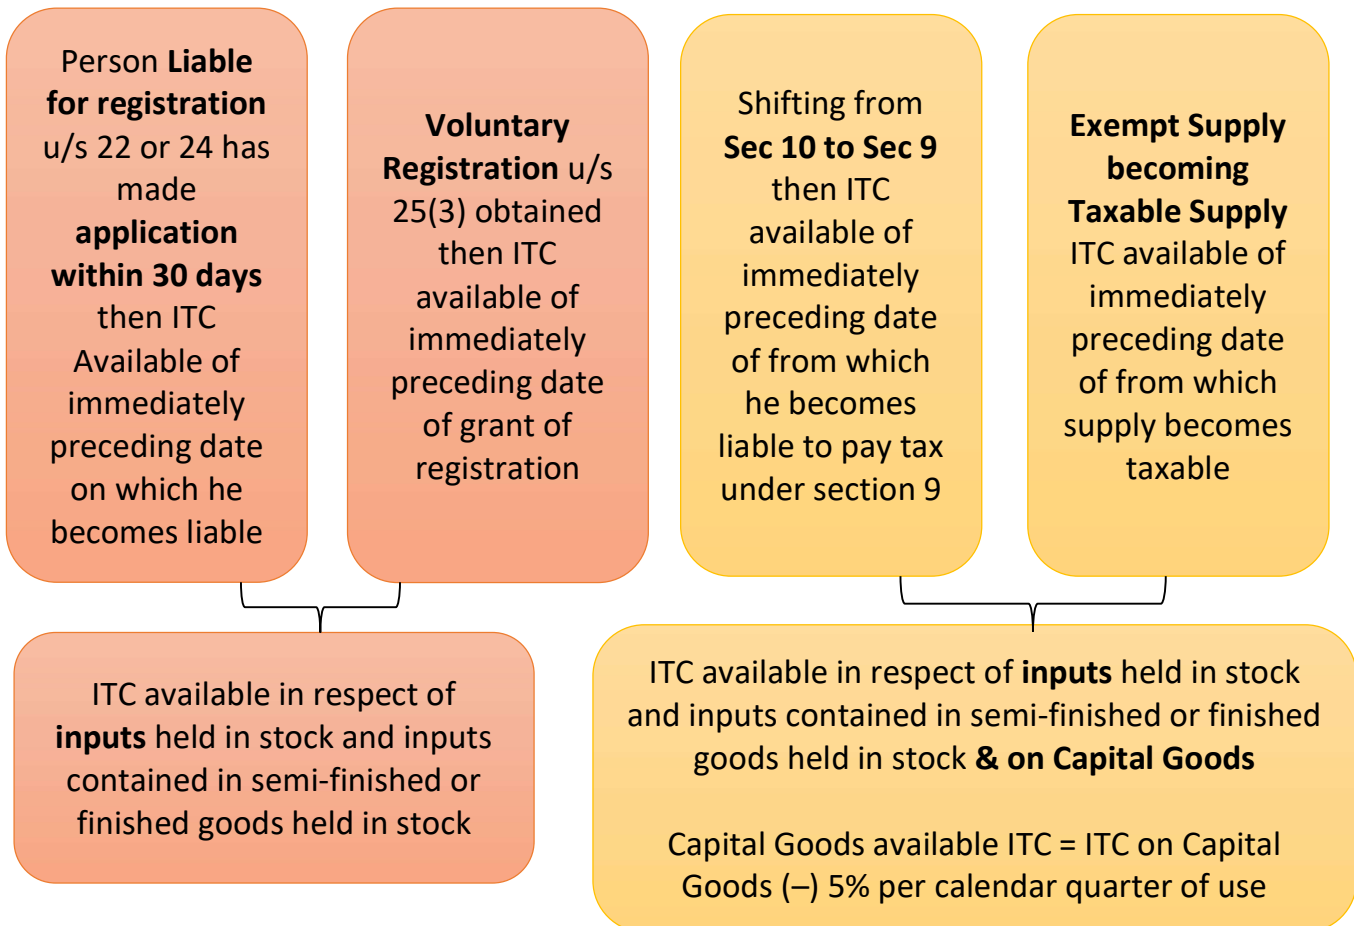 Person Liable
for registration
u/s 22 or 24 has
made
application
within 30 days
then ITC
Available of
immediately
preceding date
on which he
becomes liable
Voluntary
Registration u/s
25(3) obtained
then ITC
available of
immediately
preceding date
of grant of
registration
Shifting from
Sec 10 to Sec 9
then ITC
available of
immediately
preceding date
of from which
he becomes
liable to pay tax
under section 9
Exempt Supply
becoming
Taxable Supply
ITC available of
immediately
preceding date
of from which
supply becomes
taxable
ITC available in respect of
inputs held in stock and inputs
contained in semi-finished or
finished goods held in stock
ITC available in respect of inputs held in stock
and inputs contained in semi-finished or finished
goods held in stock & on Capital Goods
Capital Goods available ITC = ITC on Capital
Goods (–) 5% per calendar quarter of use